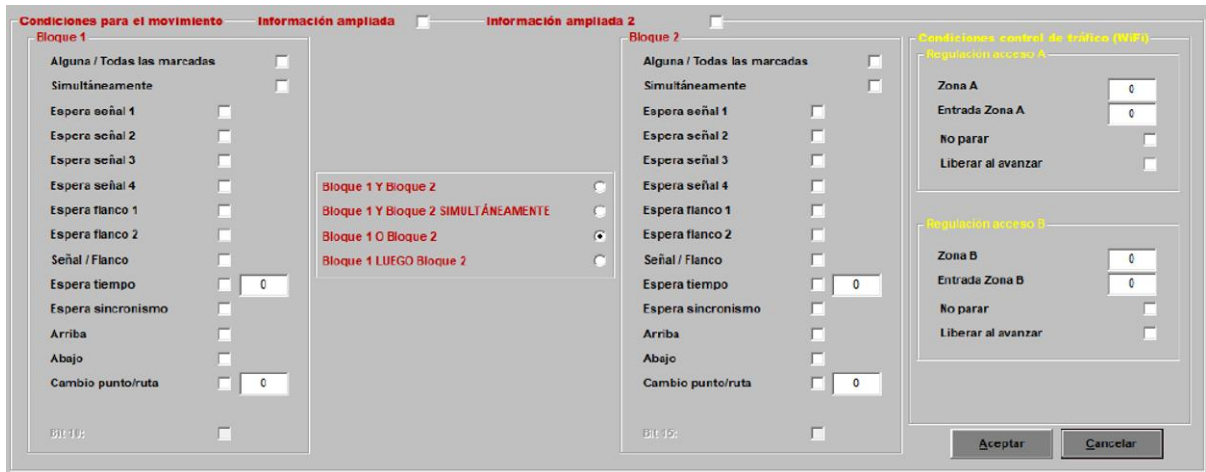 Condiciones para el movimiento Información ampliada Información ampliada 2
Bloque 1
Alguna / Todas las marcadas
Simultáneamente
Espera señal 1
Espera señal 2
Espera señal 3
Espera señal 4
Espera flanco 1
Espera flanco 2
Señal / Flanco
Espera tiempo 0
Espera sincronismo
Arriba
Abajo
Cambio punto/ruta 0
Bit 10:
Bloque 1 Y Bloque 2
Bloque 1 Y Bloque 2 SIMULTÁNEAMENTE
Bloque 1 O Bloque 2
Bloque 1 LUEGO Bloque 2
Bloque 2
Alguna / Todas las marcadas
Simultáneamente
Espera señal 1
Espera señal 2
Espera señal 3
Espera señal 4
Espera flanco 1
Espera flanco 2
Señal / Flanco
Espera tiempo 0
Espera sincronismo
Arriba
Abajo
Cambio punto/ruta 0
Bit 15:
Condiciones control de tráfico (WiFi)
Regulación acceso A
Zona A 0
Entrada Zona A 0
No parar
Liberar al avanzar
Regulación acceso B
Zona B 0
Entrada Zona B 0
No parar
Liberar al avanzar
Aceptar Cancelar